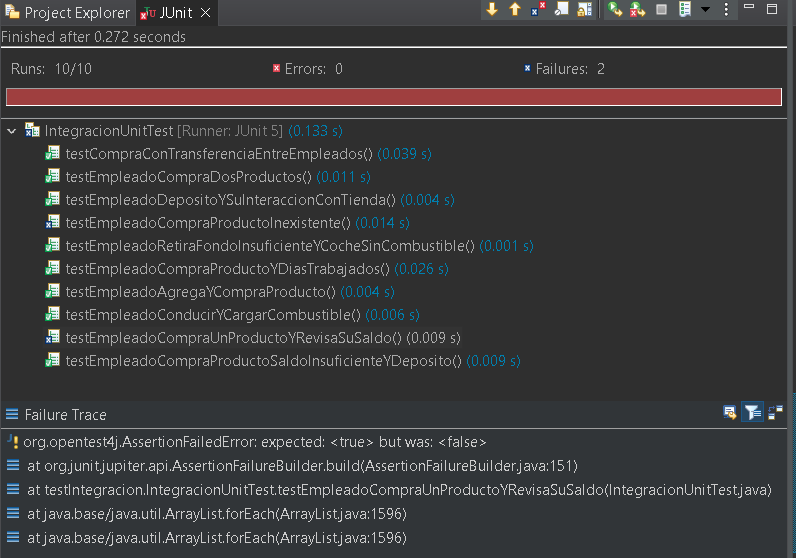 Project Explorer JUnit
Finished after 0.272 seconds
Runs: 10/10 Errors: 0 Failures: 2
IntegracionUnitTest [Runner: JUnit 5] (0.133 s)
testCompraConTransferenciaEntreEmpleados() (0.039 s)
testEmpleadoCompraDosProductos() (0.011 s)
testEmpleadoDepositoYSuInteraccionConTienda() (0.004 s)
testEmpleadoCompraProductoInexistente() (0.014 s)
testEmpleadoRetiraFondoInsuficienteYCocheSinCombustible() (0.001 s)
testEmpleadoCompraProductoYDiasTrabajados() (0.026 s)
testEmpleadoAgregaYCompraProducto() (0.004 s)
testEmpleadoConducirYCargarCombustible() (0.006 s)
testEmpleadoCompraUnProductoYRevisaSuSaldo() (0.009 s)
testEmpleadoCompraProductoSaldoInsuficienteYDeposito() (0.009 s)
Failure Trace
org.opentest4j.AssertionFailedError: expected: <true> but was: <false>
at org.junit.jupiter.api.AssertionFailureBuilder.build(AssertionFailureBuilder.java:151)
at testIntegracion.IntegracionUnitTest.testEmpleadoCompraUnProductoYRevisaSuSaldo(IntegracionUnitTest.java)
at java.base/java.util.ArrayList.forEach(ArrayList.java:1596)
at java.base/java.util.ArrayList.forEach(ArrayList.java:1596)